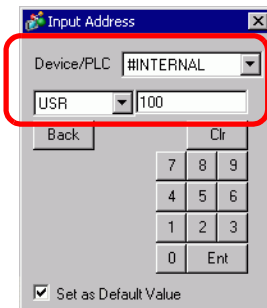 Input Address
Device/PLC #INTERNAL
USR 100
Back Clr
7 8 9
4 5 6
1 2 3
0 Ent
Set as Default Value